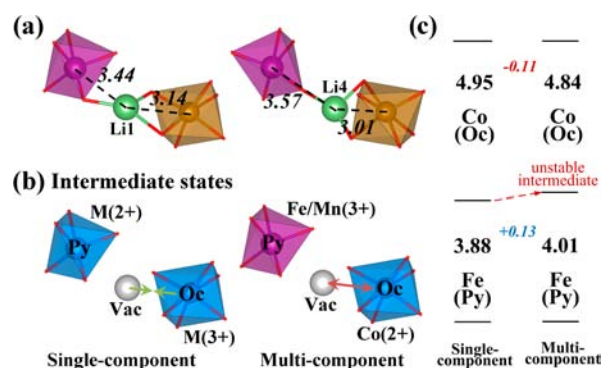 (a)
3.44
3.14
Li1
3.57
Li4
3.01
(b) Intermediate states
M(2+)
Py
Vac
Oc
M(3+)
Single-component
Fe/Mn(3+)
Py
Vac
Oc
Co(2+)
Multi-component
(c)
-0.11
4.95
4.84
Co
(Oc)
Co
(Oc)
unstable
intermediate
+0.13
3.88
4.01
Fe
(Py)
Fe
(Py)
Single-
component
Multi-
component